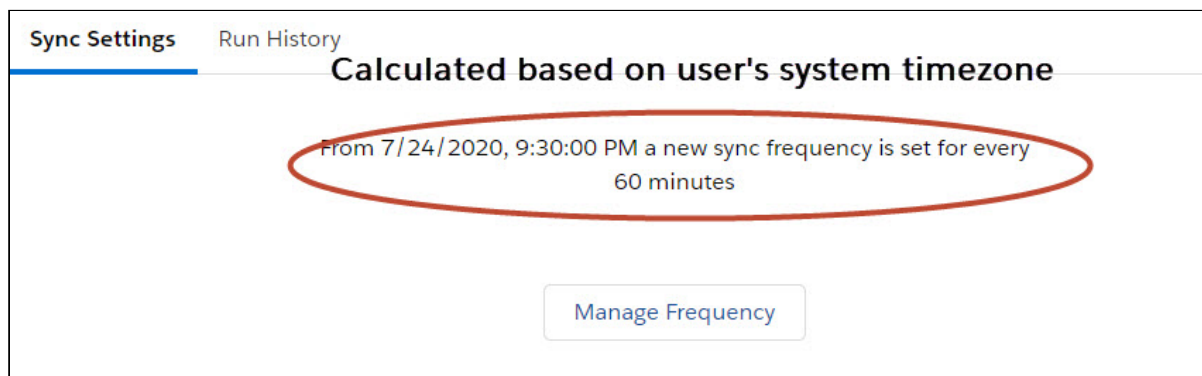 Sync Settings Run History
Calculated based on user's system timezone
From 7/24/2020, 9:30:00 PM a new sync frequency is set for every
60 minutes
Manage Frequency